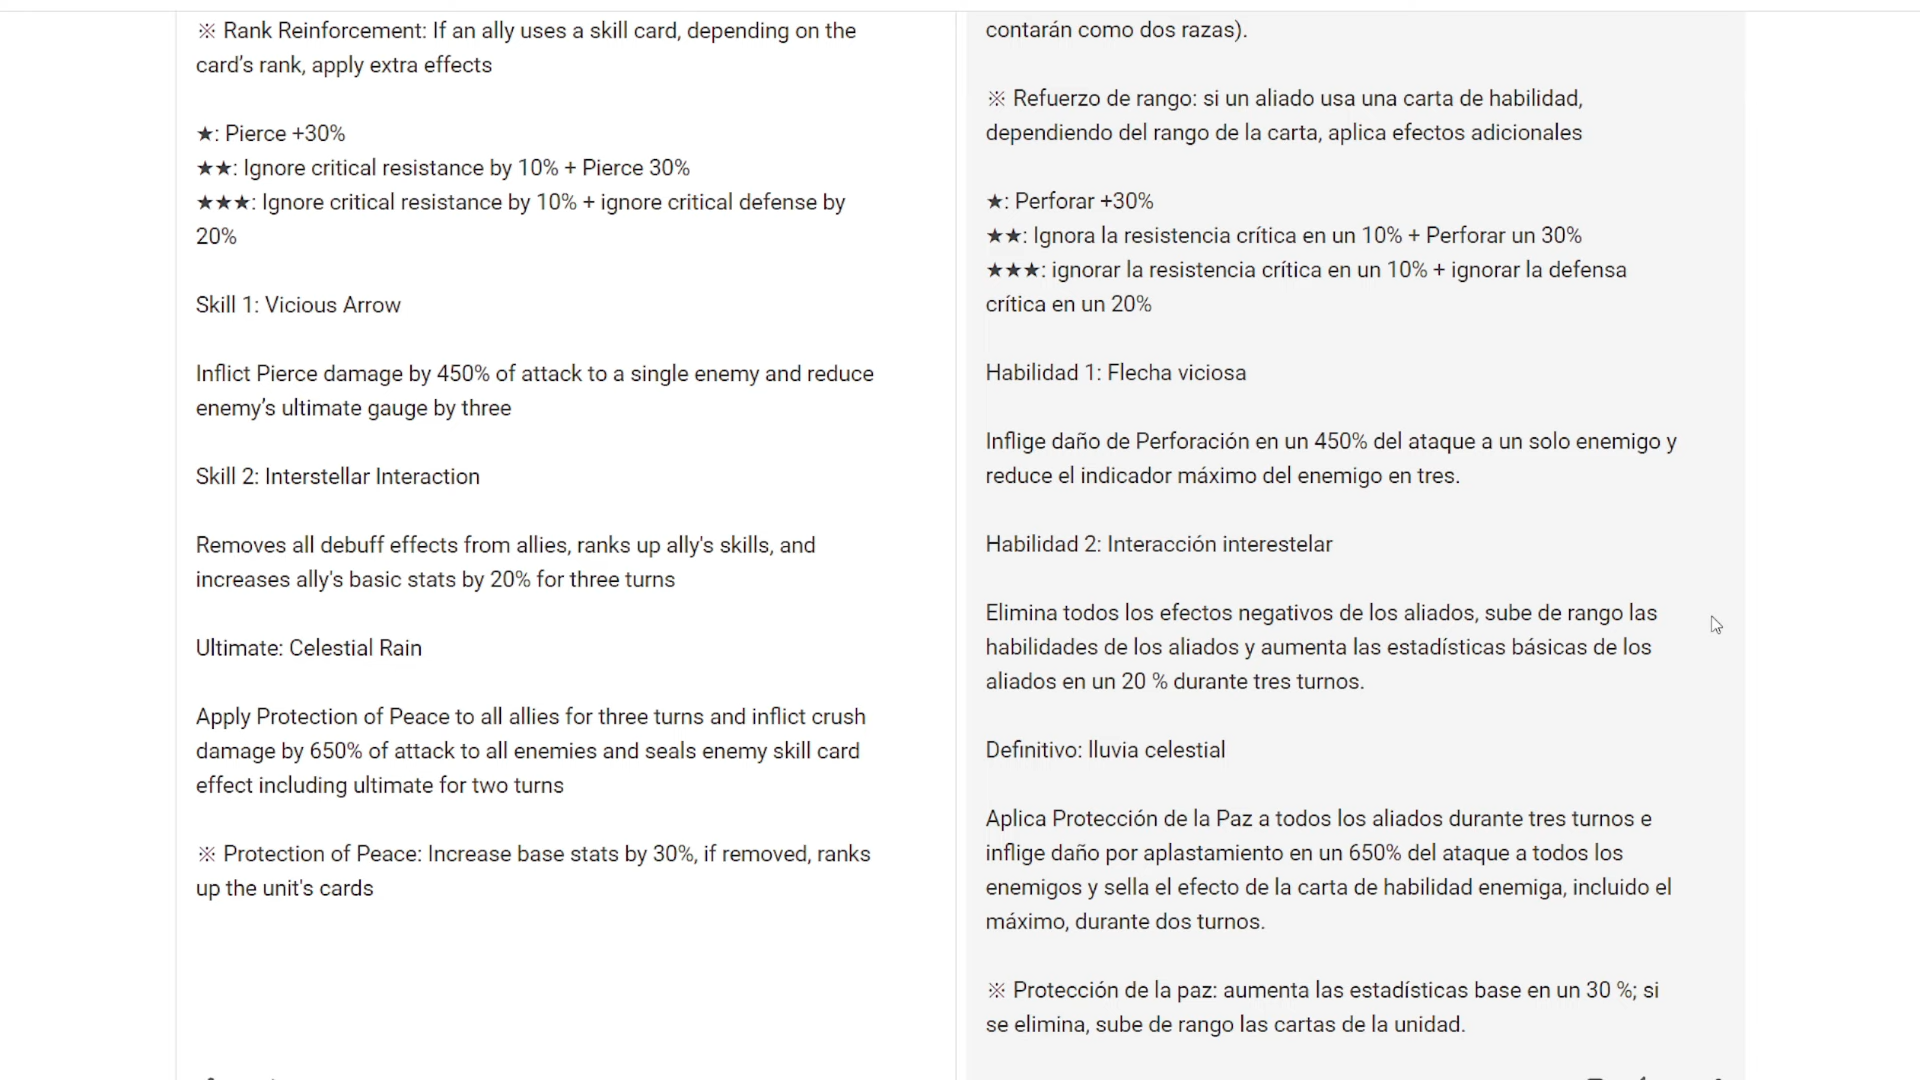 ※ Rank Reinforcement: If an ally uses a skill card, depending on the
card’s rank, apply extra effects
★: Pierce +30%
★★: Ignore critical resistance by 10% + Pierce 30%
★★★: Ignore critical resistance by 10% + ignore critical defense by
20%
Skill 1: Vicious Arrow
Inflict Pierce damage by 450% of attack to a single enemy and reduce
enemy’s ultimate gauge by three
Skill 2: Interstellar Interaction
Removes all debuff effects from allies, ranks up ally's skills, and
increases ally's basic stats by 20% for three turns
Ultimate: Celestial Rain
Apply Protection of Peace to all allies for three turns and inflict crush
damage by 650% of attack to all enemies and seals enemy skill card
effect including ultimate for two turns
※ Protection of Peace: Increase base stats by 30%, if removed, ranks
up the unit's cards
contarán como dos razas).
※ Refuerzo de rango: si un aliado usa una carta de habilidad,
dependiendo del rango de la carta, aplica efectos adicionales
★: Perforar +30%
★★: Ignora la resistencia crítica en un 10% + Perforar un 30%
★★★: ignorar la resistencia crítica en un 10% + ignorar la defensa
crítica en un 20%
Habilidad 1: Flecha viciosa
Inflige daño de Perforación en un 450% del ataque a un solo enemigo y
reduce el indicador máximo del enemigo en tres.
Habilidad 2: Interacción interestelar
Elimina todos los efectos negativos de los aliados, sube de rango las
habilidades de los aliados y aumenta las estadísticas básicas de los
aliados en un 20 % durante tres turnos.
Definitivo: lluvia celestial
Aplica Protección de la Paz a todos los aliados durante tres turnos e
inflige daño por aplastamiento en un 650% del ataque a todos los
enemigos y sella el efecto de la carta de habilidad enemiga, incluido el
máximo, durante dos turnos.
※ Protección de la paz: aumenta las estadísticas base en un 30 %; si
se elimina, sube de rango las cartas de la unidad.